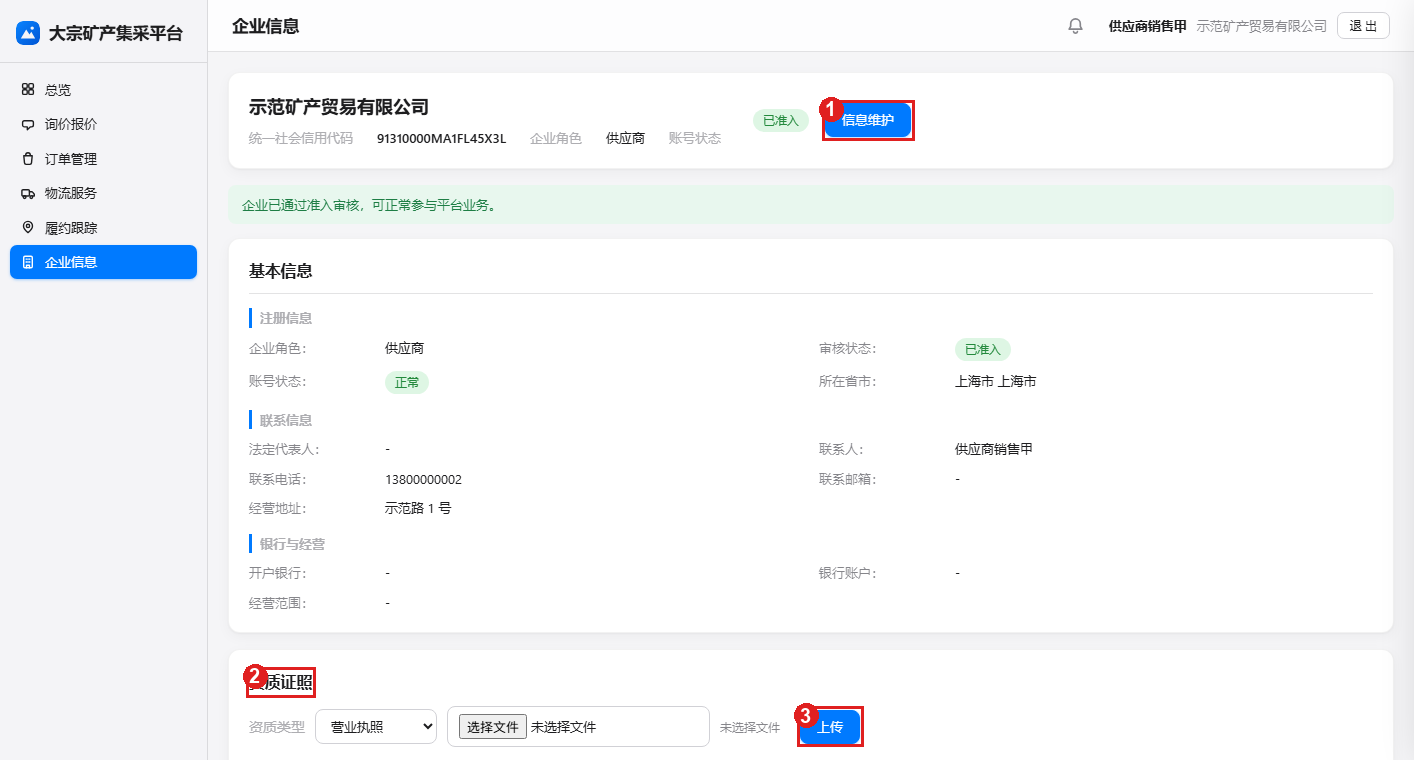 大宗矿产集采平台
总览
询价报价
订单管理
物流服务
履约跟踪
企业信息
企业信息
供应商销售甲 示范矿产贸易有限公司 退 出
示范矿产贸易有限公司
统一社会信用代码 91310000MA1FL45X3L 企业角色 供应商 账号状态
已准入
1
信息维护
企业已通过准入审核，可正常参与平台业务。
基本信息
注册信息
企业角色： 供应商 审核状态： 已准入
账号状态： 正常 所在省市： 上海市 上海市
联系信息
法定代表人： - 联系人： 供应商销售甲
联系电话： 13800000002 联系邮箱： -
经营地址： 示范路 1 号
银行与经营
开户银行： - 银行账户： -
经营范围： -
2
质证照
资质类型 营业执照 选择文件 未选择文件 未选择文件
3
上传